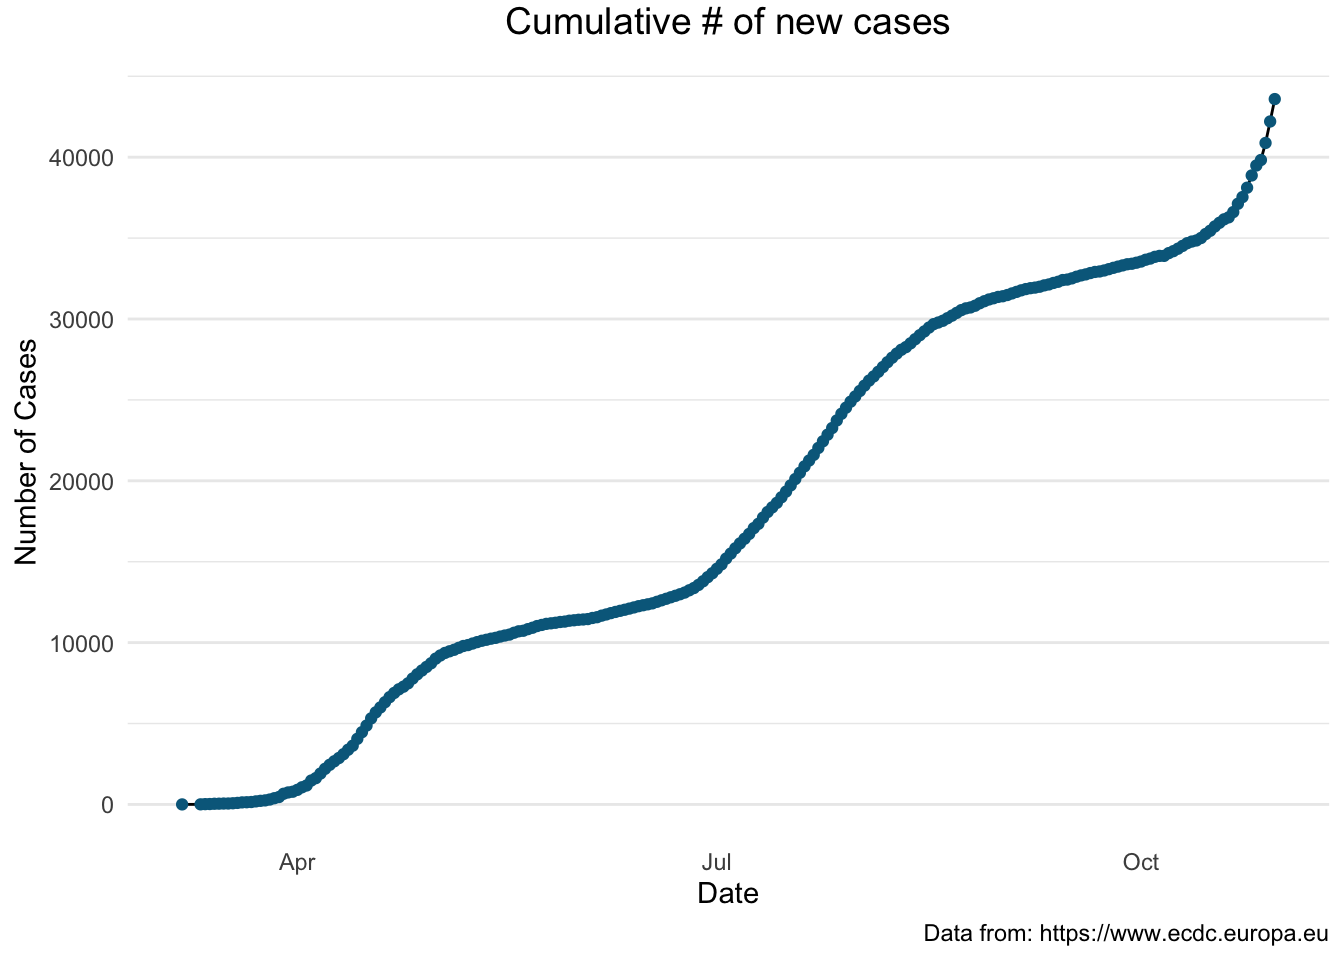 Cumulative # of new cases
Number of Cases
40000
30000
20000
10000
0
Apr
Jul
Oct
Date
Data from: https://www.ecdc.europa.eu